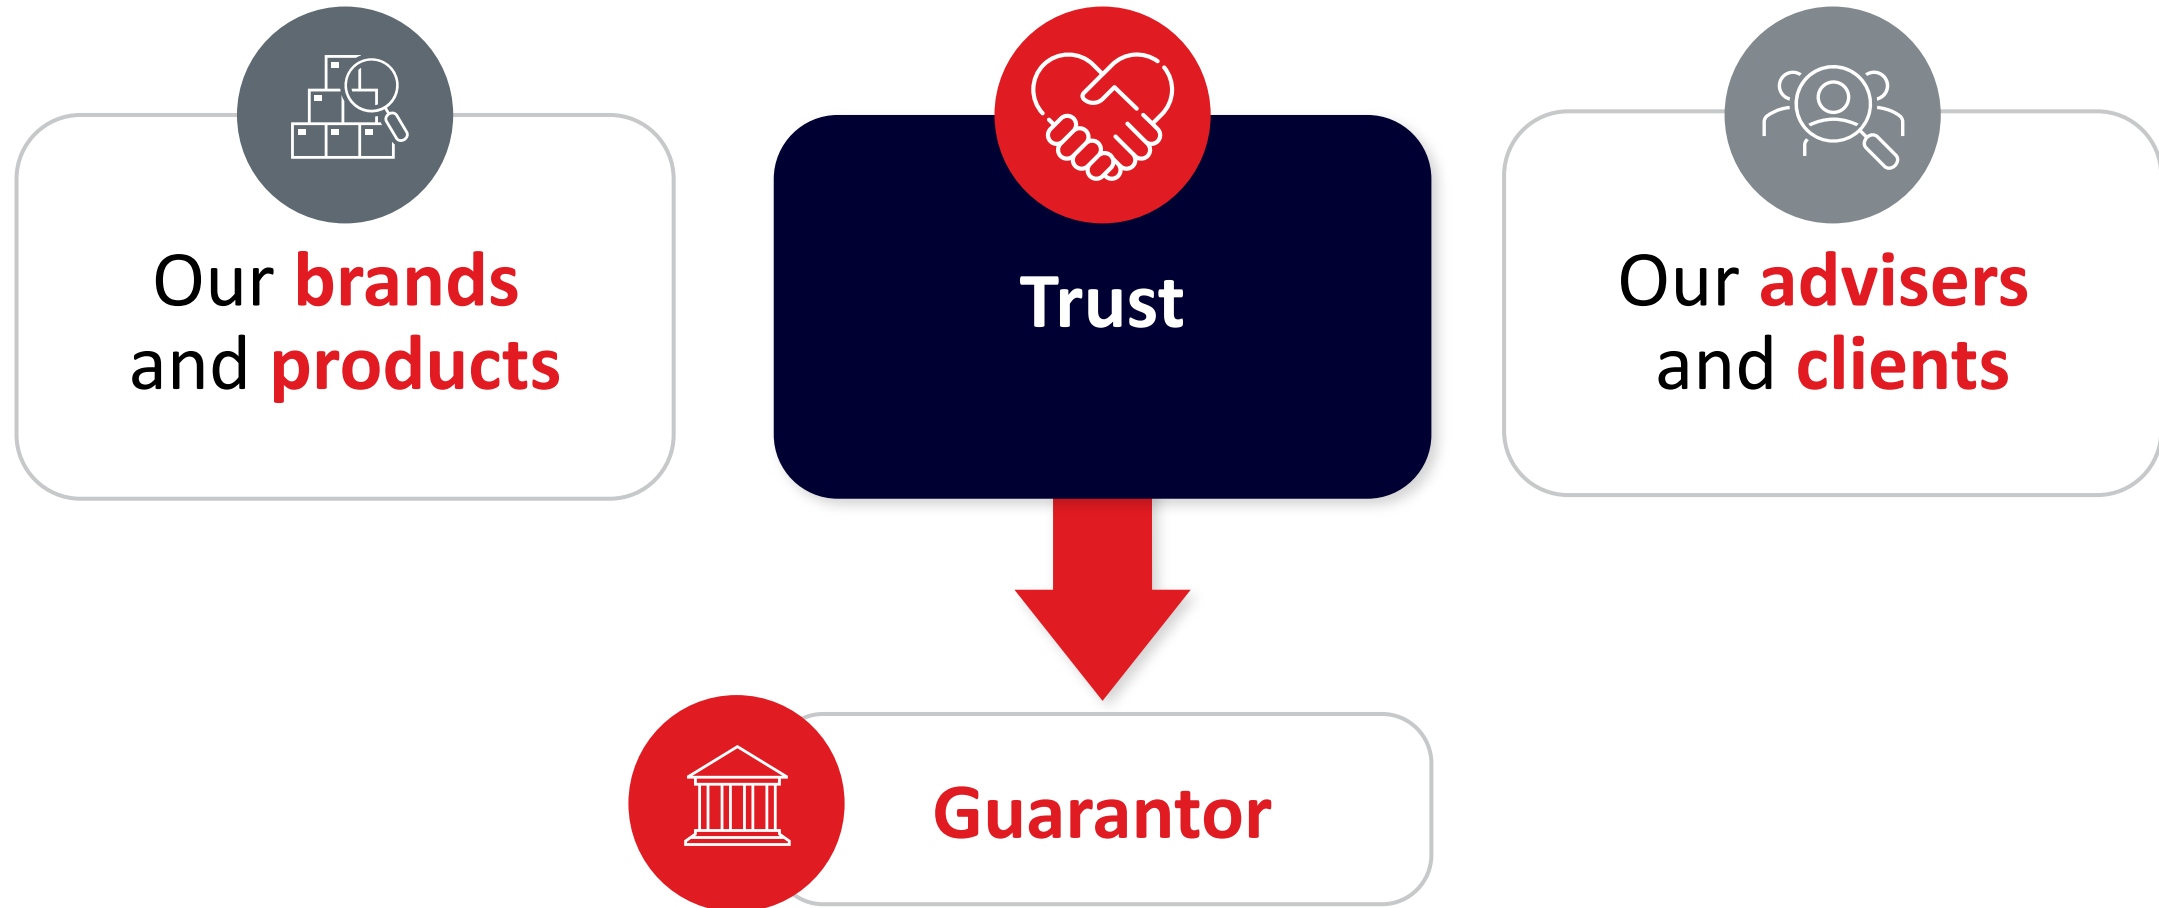 Our brands
and products
Trust
Our advisers
and clients
Guarantor